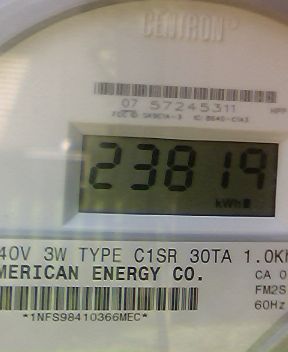 CENTRON®
07 57245311
23819
kWh
40V 3W TYPE C1SR 30TA 1.0Kh
MERICAN ENERGY CO.
CA 0
FM2S
60Hz
*1NFS98410366MEC*